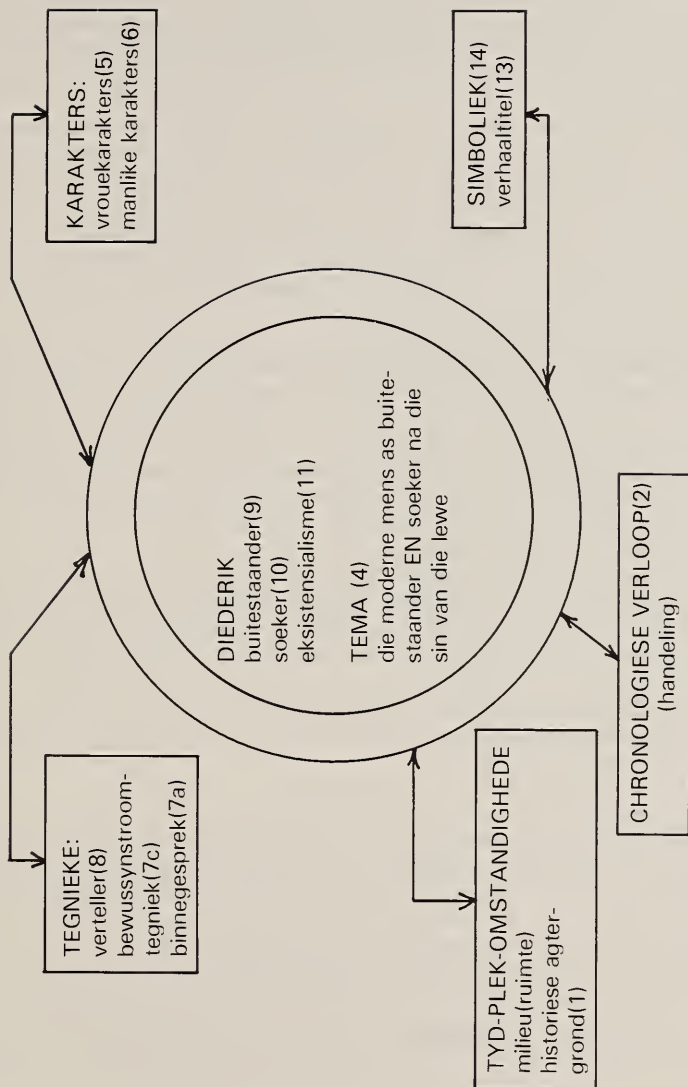 TEGNIEKE:
verteller(8)
bewussynstroom-
tegniek(7c)
binnegesprek(7a)
KARAKTERS:
vrouekarakters(5)
manlike karakters(6)
DIEDERIK
buitestaander(9)
soeker(10)
eksistensialisme(11)
TEMA (4)
die moderne mens as buite-
staander EN soeker na die
sin van die lewe
TYD-PLEK-OMSTANDIGHEDE
milieu(ruimte)
historiese agter-
grond(1)
CHRONOLOGIESE VERLOOP(2)
(handeling)
SIMBOLIEK(14)
verhaaltitel(13)